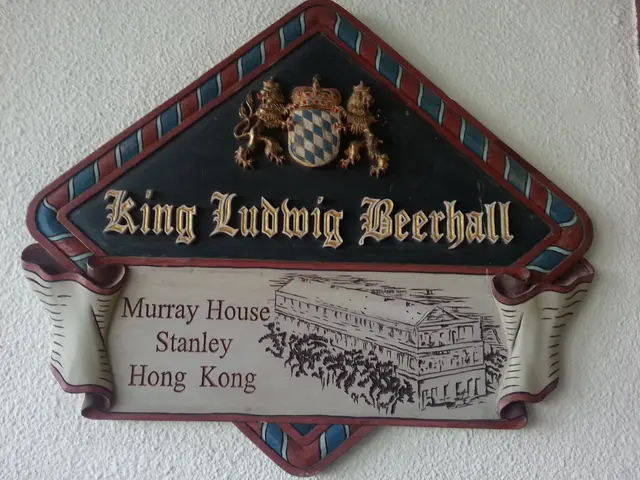 King Ludwig Beerhall
Murray House
Stanley
Hong Kong